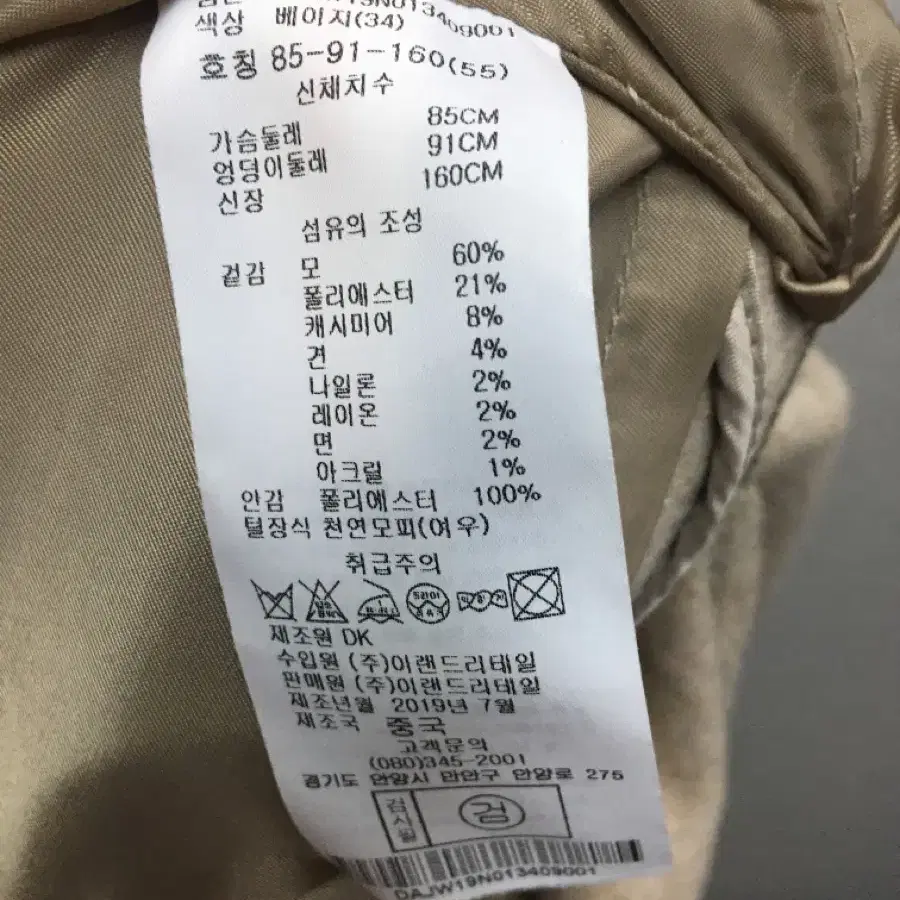 색상 베이지(34)
호칭 85-91-160(55)
신체치수
가슴둘레 85CM
엉덩이둘레 91CM
신장 160CM
섬유의 조성
겉감 모 60%
폴리에스터 21%
캐시미어 8%
견 4%
나일론 2%
레이온 2%
면 2%
아크릴 1%
안감 폴리에스터 100%
털장식 천연모피(여우)
취급주의
드라이
제조원 DK
수입원 (주)이랜드리테일
판매원 (주)이랜드리테일
제조년월 2019년 7월
제조국 중국
고객문의
(080)345-2001
경기도 안양시 만안구 안양로 275
검사필 검
DAJW19N013409001